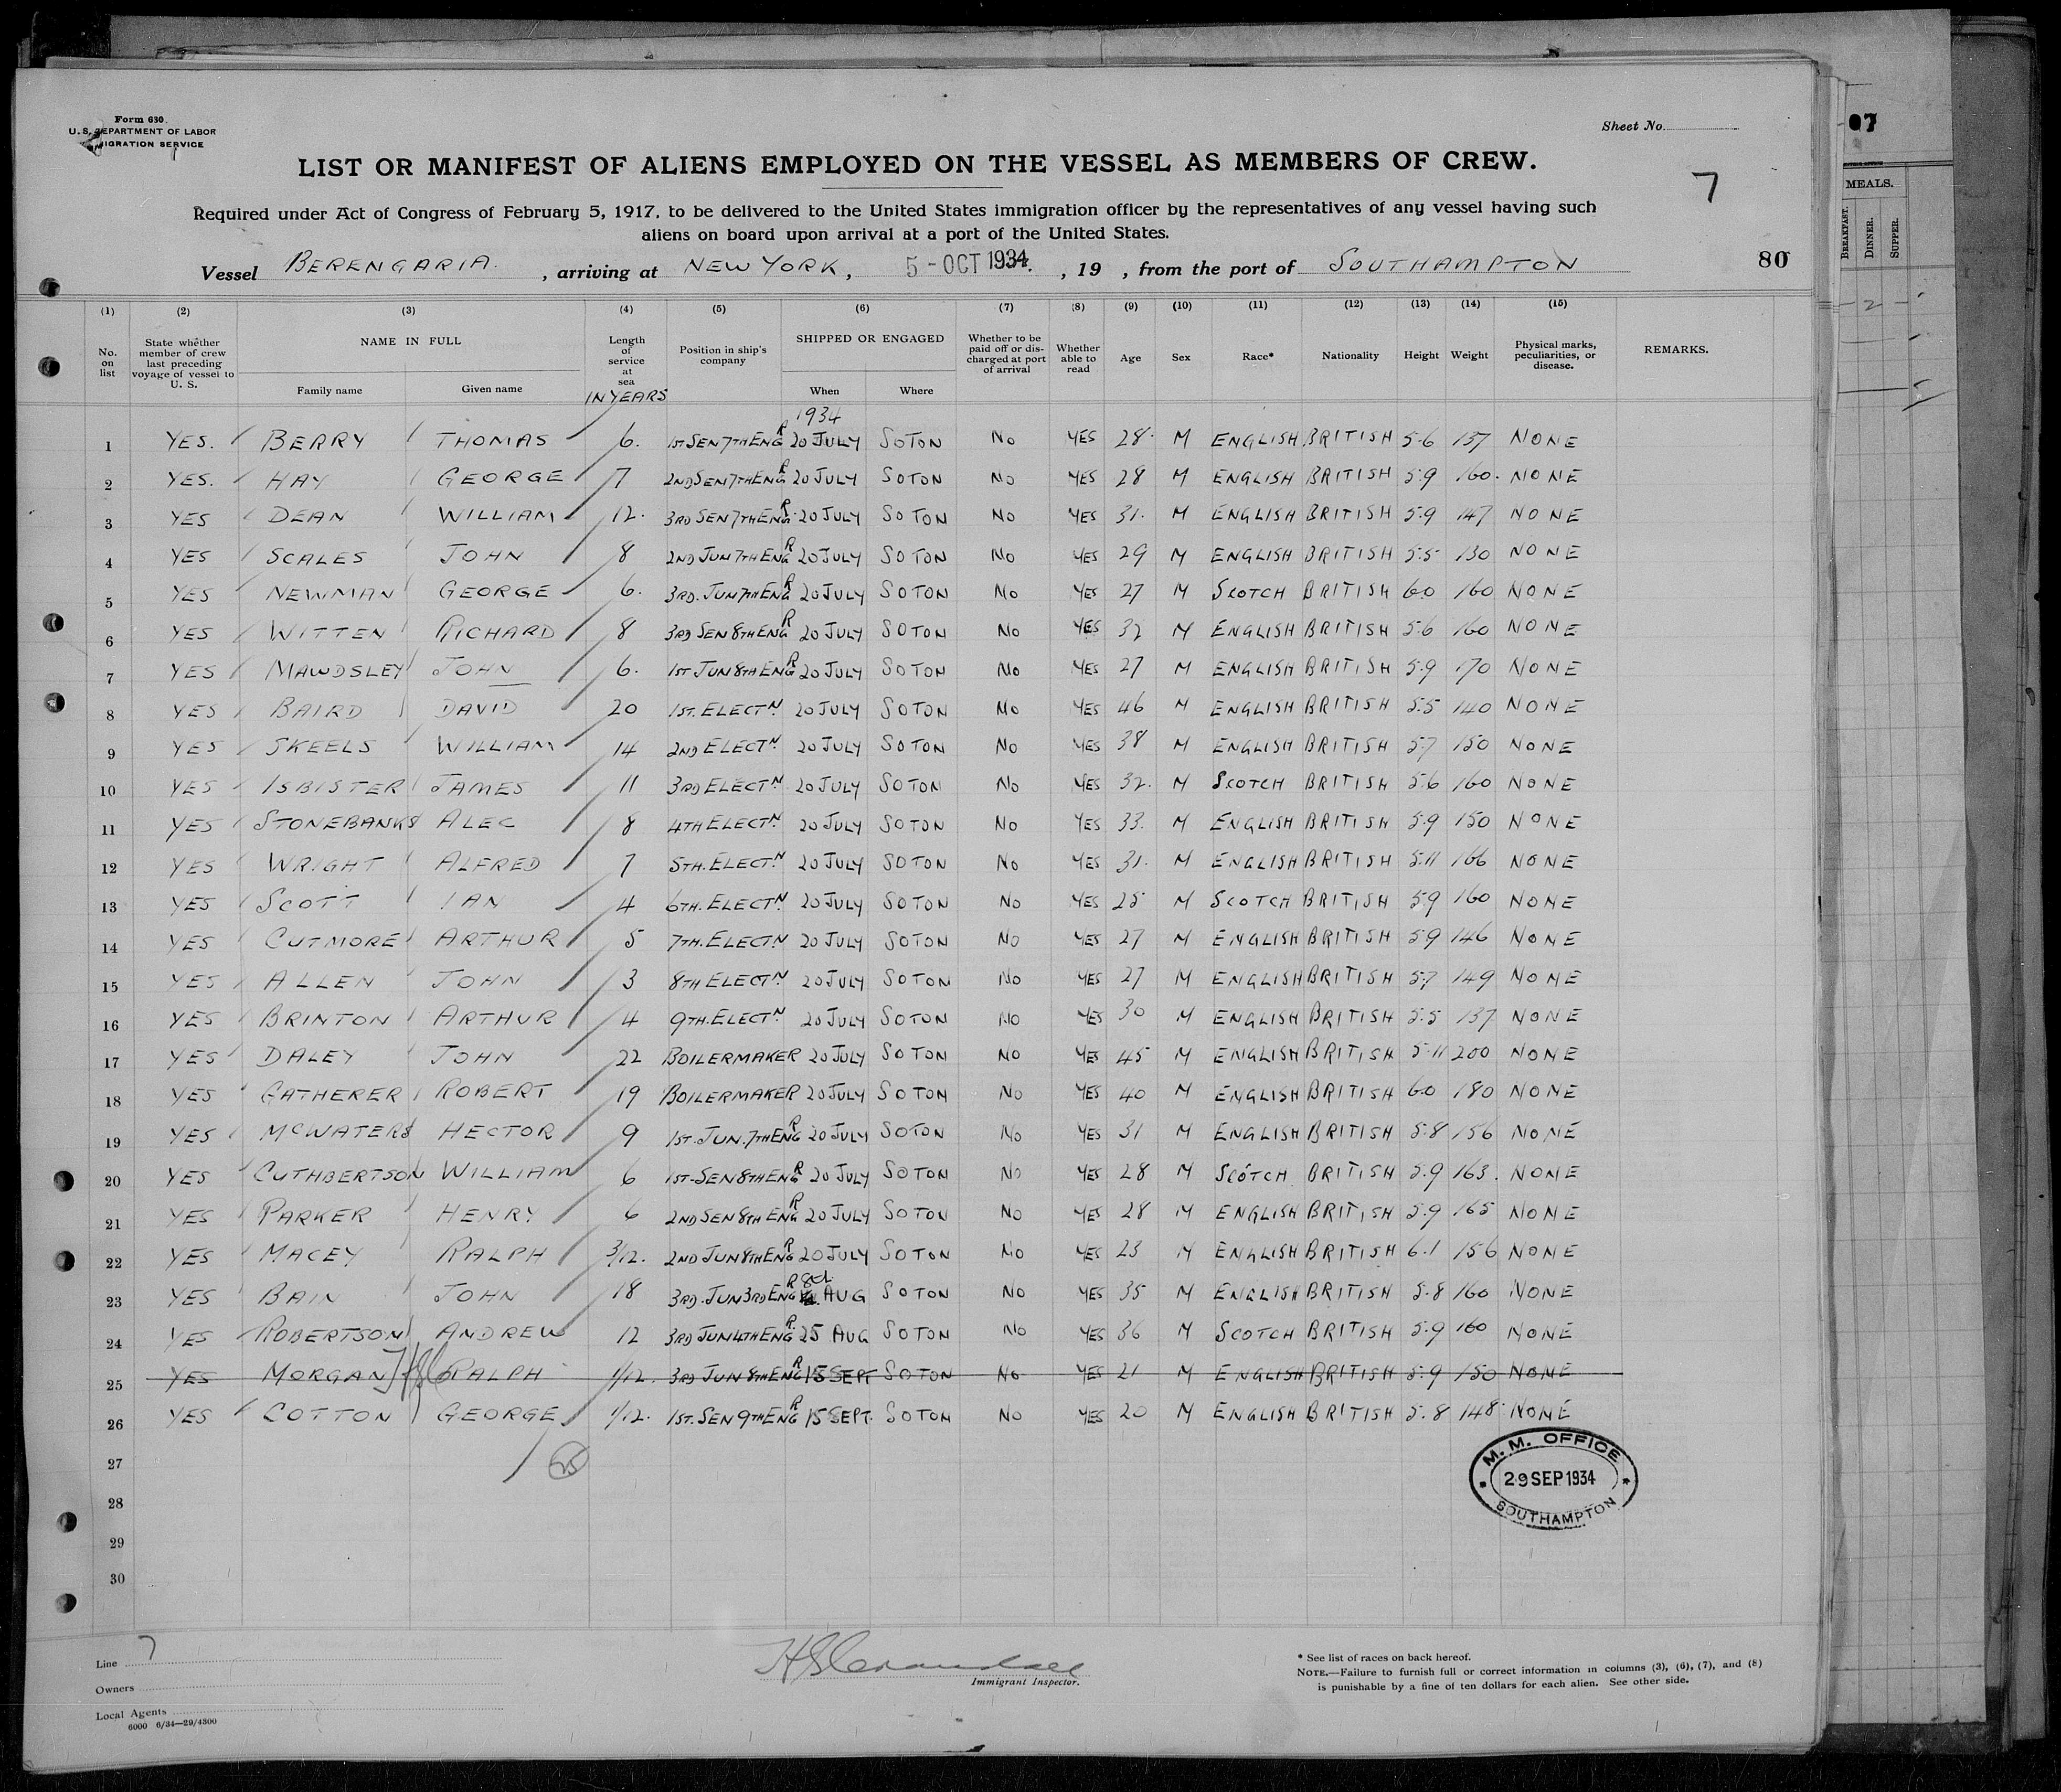 Form 630
U. S. DEPARTMENT OF LABOR
IMIGRATION SERVICE
Sheet No.
07
LIST OR MANIFEST OF ALIENS EMPLOYED ON THE VESSEL AS MEMBERS OF CREW.
7
Required under Act of Congress of February 5, 1917, to be delivered to the United States immigration officer by the representatives of any vessel having such
aliens on board upon arrival at a port of the United States.
Vessel BERENGARIA. , arriving at NEW YORK, 5-OCT 1934. , 19 , from the port of SOUTHAMPTON 80
MEALS.
BREAKFAST. DINNER. SUPPER.
(1) (2) (3) (4) (5) (6) (7) (8) (9) (10) (11) (12) (13) (14) (15)
No. on list State whether member of crew last preceding voyage of vessel to U. S. NAME IN FULL Family name Given name Length of service at sea IN YEARS Position in ship's company SHIPPED OR ENGAGED When Where Whether to be paid off or discharged at port of arrival Whether able to read Age Sex Race* Nationality Height Weight Physical marks, peculiarities, or disease. REMARKS.
1934
1 YES. BERRY THOMAS 6. 1ST SEN 7TH ENGR 20 JULY SOTON No YES 28 M ENGLISH BRITISH 5.6 137 NONE
2 YES. HAY GEORGE 7 2ND SEN 7TH ENGR 20 JULY SOTON No YES 28 M ENGLISH BRITISH 5.9 160. NONE
3 YES DEAN WILLIAM 12. 3RD SEN 7TH ENGR 20 JULY SOTON No YES 31. M ENGLISH BRITISH 5.9 147 NONE
4 YES SCALES JOHN 8 2ND JUN 7TH ENGR 20 JULY SOTON No YES 29 M ENGLISH BRITISH 5.5 130 NONE
5 YES NEWMAN GEORGE 6. 3RD. JUN 7TH ENGR 20 JULY SOTON No YES 27 M SCOTCH BRITISH 6.0 160 NONE
6 YES WITTEN RICHARD 8 3RD SEN 8TH ENGR 20 JULY SOTON No YES 32 M ENGLISH BRITISH 5.6 160 NONE
7 YES MAWDSLEY JOHN 6. 1ST JUN 8TH ENGR 20 JULY SOTON No YES 27 M ENGLISH BRITISH 5.9 170 NONE
8 YES BAIRD DAVID 20 1ST. ELECTN 20 JULY SOTON No YES 46 M ENGLISH BRITISH 5.5 140 NONE
9 YES SKEELS WILLIAM 14 2ND ELECTN 20 JULY SOTON No YES 38 M ENGLISH BRITISH 5.7 150 NONE
10 YES ISBISTER JAMES 11 3RD ELECTN 20 JULY SOTON No YES 32. M SCOTCH BRITISH 5.6 160 NONE
11 YES STONEBANKS ALEC 8 4TH ELECTN 20 JULY SOTON No YES 33. M ENGLISH BRITISH 5.9 150 NONE
12 YES WRIGHT ALFRED 7 5TH. ELECTN 20 JULY SOTON No YES 31. M ENGLISH BRITISH 5.11 166 NONE
13 YES SCOTT IAN 4 6TH. ELECTN 20 JULY SOTON No YES 25 M SCOTCH BRITISH 5.9 160 NONE
14 YES CUTMORE ARTHUR 5 7TH. ELECTN 20 JULY SOTON No YES 27 M ENGLISH BRITISH 5.9 146 NONE
15 YES ALLEN JOHN 3 8TH ELECTN 20 JULY SOTON No YES 27 M ENGLISH BRITISH 5.7 149 NONE
16 YES BRINTON ARTHUR 4 9TH. ELECTN 20 JULY SOTON No YES 30 M ENGLISH BRITISH 5.5 137 NONE
17 YES DALEY JOHN 22 BOILERMAKER 20 JULY SOTON No YES 45 M ENGLISH BRITISH 5.11 200 NONE
18 YES GATHERER ROBERT 19 BOILERMAKER 20 JULY SOTON No YES 40 M ENGLISH BRITISH 6.0 180 NONE
19 YES MCWATERS HECTOR 9 1ST. JUN. 7TH ENGR 20 JULY SOTON No YES 31 M ENGLISH BRITISH 5.8 156 NONE
20 YES CUTHBERTSON WILLIAM 6 1ST. SEN 8TH ENGR 20 JULY SOTON No YES 28 M SCOTCH BRITISH 5.9 163. NONE
21 YES PARKER HENRY 6 2ND SEN 8TH ENGR 20 JULY SOTON No YES 28 M ENGLISH BRITISH 5.9 165 NONE
22 YES MACEY RALPH 3/12. 2ND JUN 8TH ENGR 20 JULY SOTON No YES 23 M ENGLISH BRITISH 6.1 156 NONE
23 YES BAIN JOHN 18 3RD. JUN 3RD ENGR AUG SOTON No YES 35 M ENGLISH BRITISH 5.8 160 NONE
24 YES ROBERTSON ANDREW 12 3RD JUN 4TH ENGR 25 AUG SOTON No YES 36 M SCOTCH BRITISH 5.9 160 NONE
25 YES MORGAN RALPH 1/12. 3RD JUN 8TH ENGR 15 SEPT SOTON No YES 21 M ENGLISH BRITISH 5.9 150 NONE
26 YES COTTON GEORGE 1/12. 1ST. SEN 9TH ENGR 15 SEPT. SOTON No YES 20 M ENGLISH BRITISH 5.8 148 NONE
27 25
28
29
30
M. M. OFFICE
29 SEP 1934
SOUTHAMPTON
Line 7
Owners
Local Agents
6000 6/34—29/4300
Immigrant Inspector.
* See list of races on back hereof.
NOTE.—Failure to furnish full or correct information in columns (3), (6), (7), and (8)
is punishable by a fine of ten dollars for each alien. See other side.